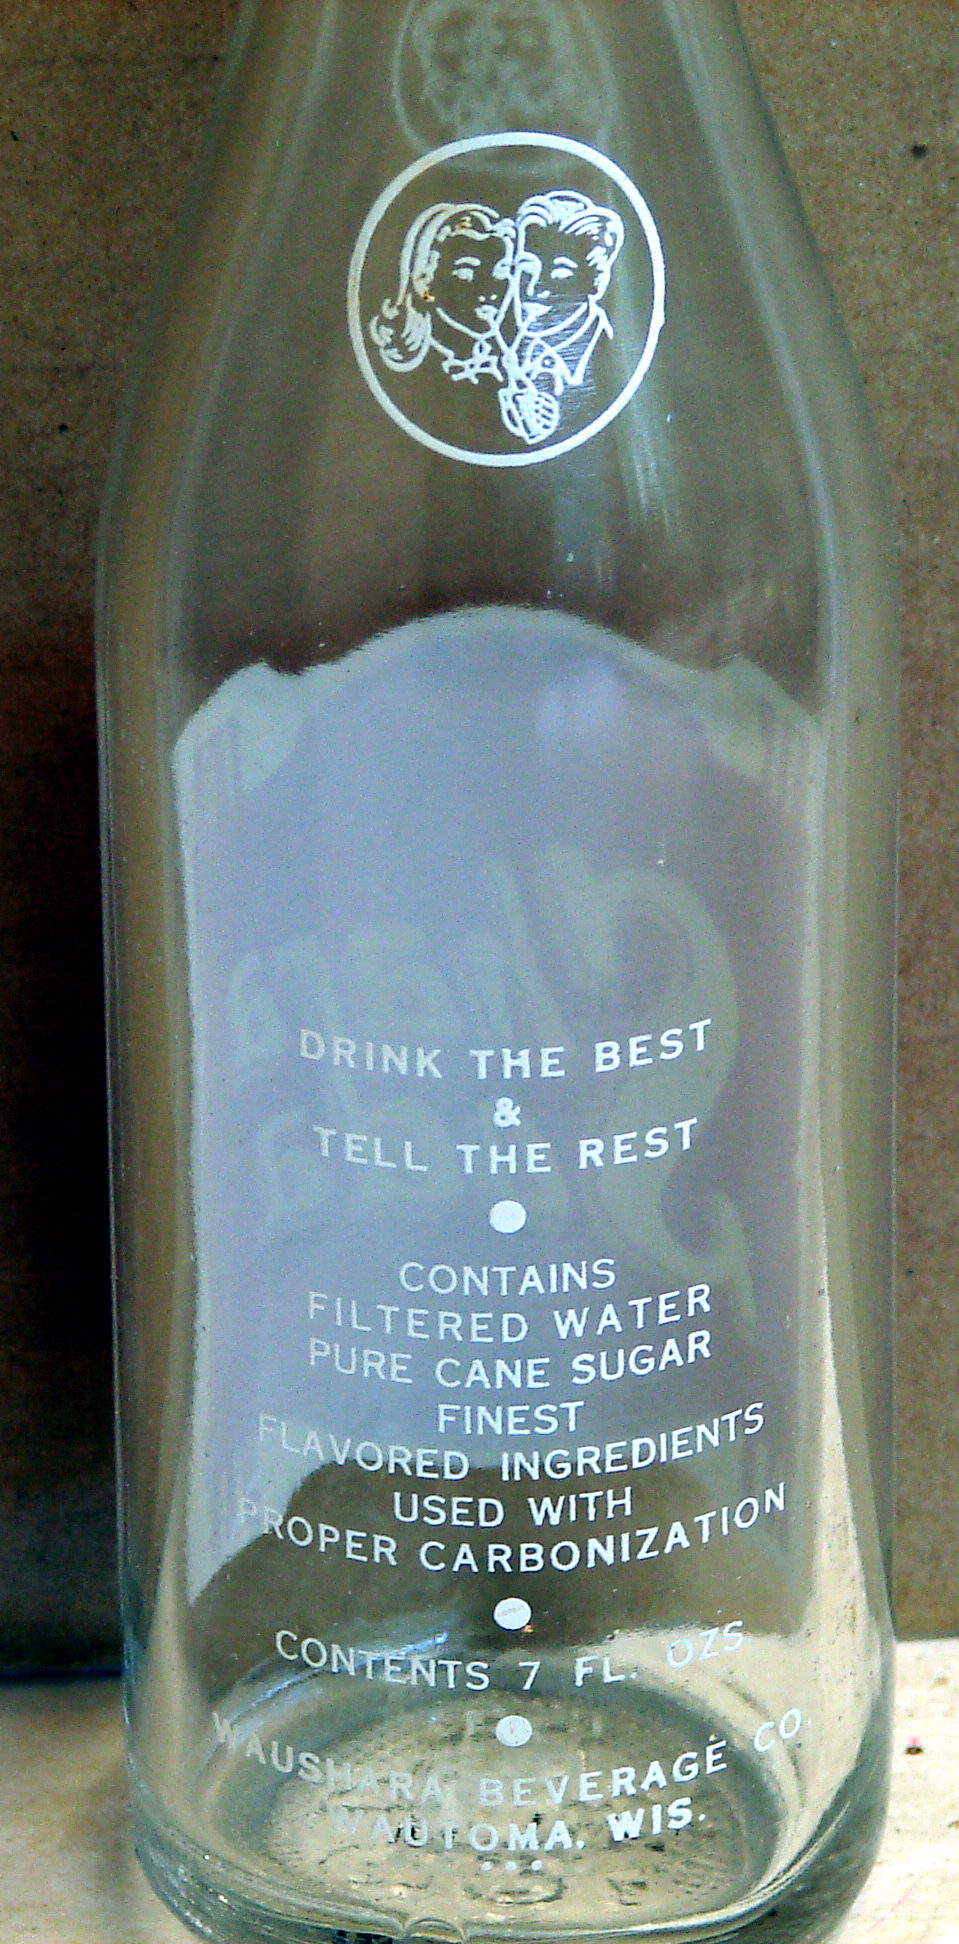 DRINK THE BEST
&
TELL THE REST
CONTAINS
FILTERED WATER
PURE CANE SUGAR
FINEST
FLAVORED INGREDIENTS
USED WITH
PROPER CARBONIZATION
CONTENTS 7 FL. OZS
WAUSHARA BEVERAGE CO.
WAUTOMA, WIS.